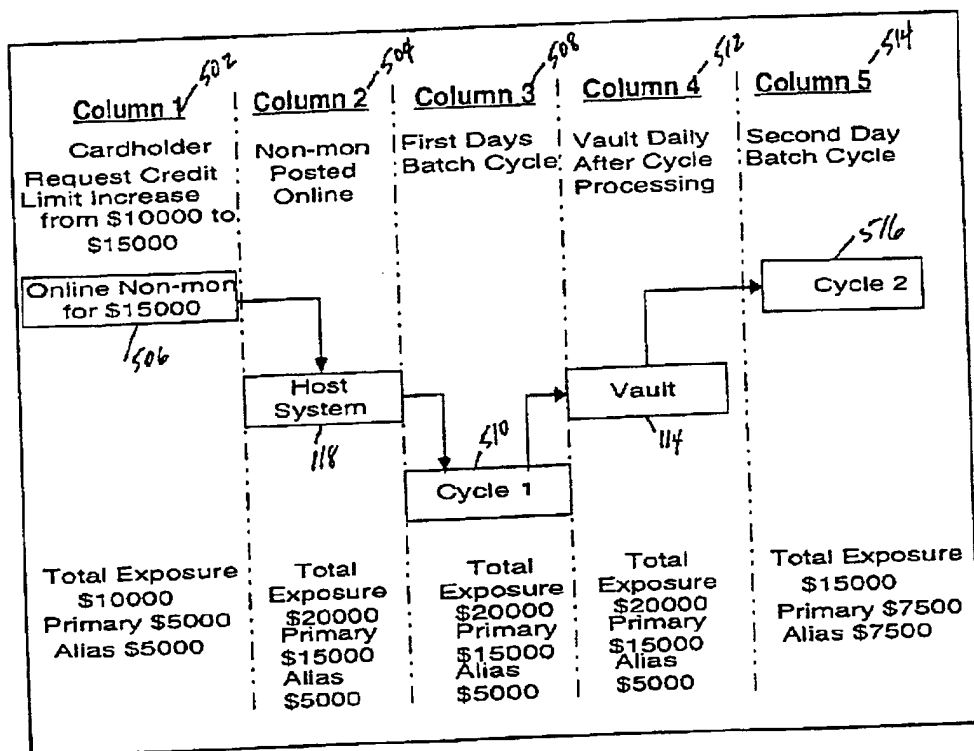 502
Column 1
Cardholder
Request Credit
Limit Increase
from $10000 to
$15000
Online Non-mon
for $15000
506
Total Exposure
$10000
Primary $5000
Alias $5000
504
Column 2
Non-mon
Posted
Online
Host
System
118
Total
Exposure
$20000
Primary
$15000
Alias
$5000
508
Column 3
First Days
Batch Cycle
510
Cycle 1
Total
Exposure
$20000
Primary
$15000
Alias
$5000
512
Column 4
Vault Daily
After Cycle
Processing
Vault
114
Total
Exposure
$20000
Primary
$15000
Alias
$5000
514
Column 5
Second Day
Batch Cycle
516
Cycle 2
Total Exposure
$15000
Primary $7500
Alias $7500